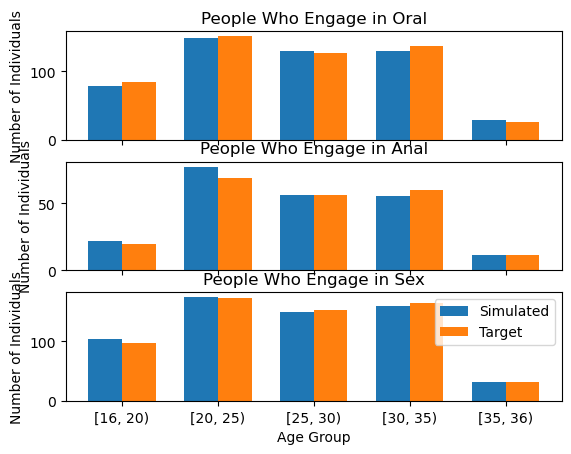 People Who Engage in Oral
Number of Individuals
100
0
People Who Engage in Anal
Number of Individuals
50
0
People Who Engage in Sex
Number of Individuals
100
0
Simulated
Target
[16, 20) [20, 25) [25, 30) [30, 35) [35, 36)
Age Group